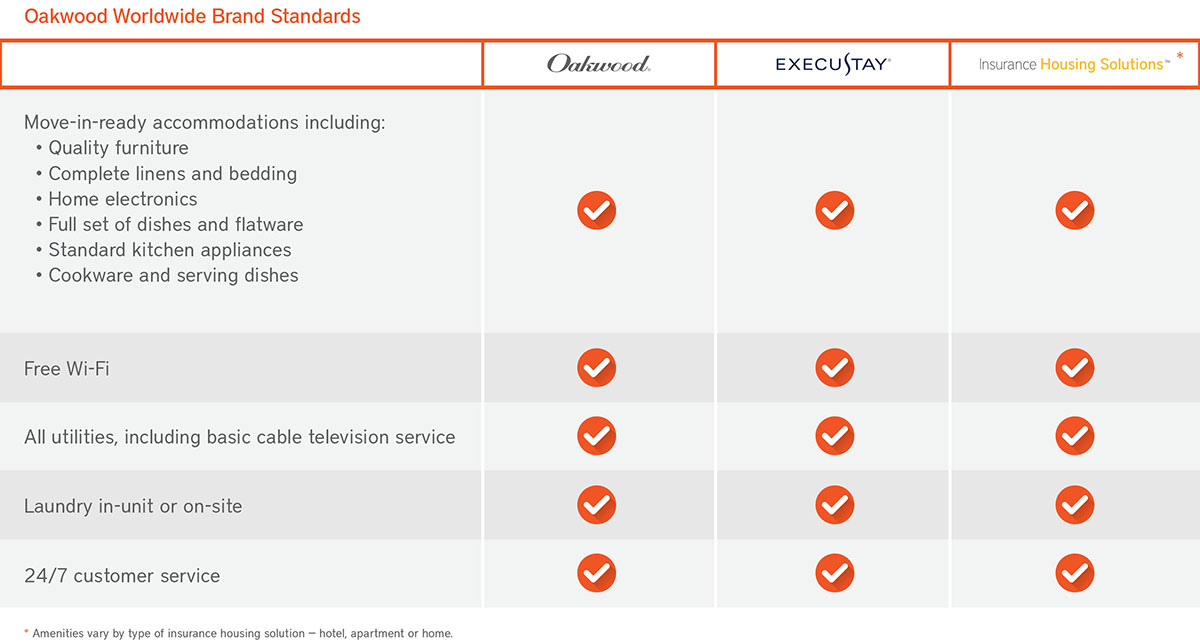 Oakwood Worldwide Brand Standards
Oakwood® EXECUSTAY® Insurance Housing Solutions™ *
Move-in-ready accommodations including:
• Quality furniture
• Complete linens and bedding
• Home electronics
• Full set of dishes and flatware
• Standard kitchen appliances
• Cookware and serving dishes
Free Wi-Fi
All utilities, including basic cable television service
Laundry in-unit or on-site
24/7 customer service
* Amenities vary by type of insurance housing solution – hotel, apartment or home.